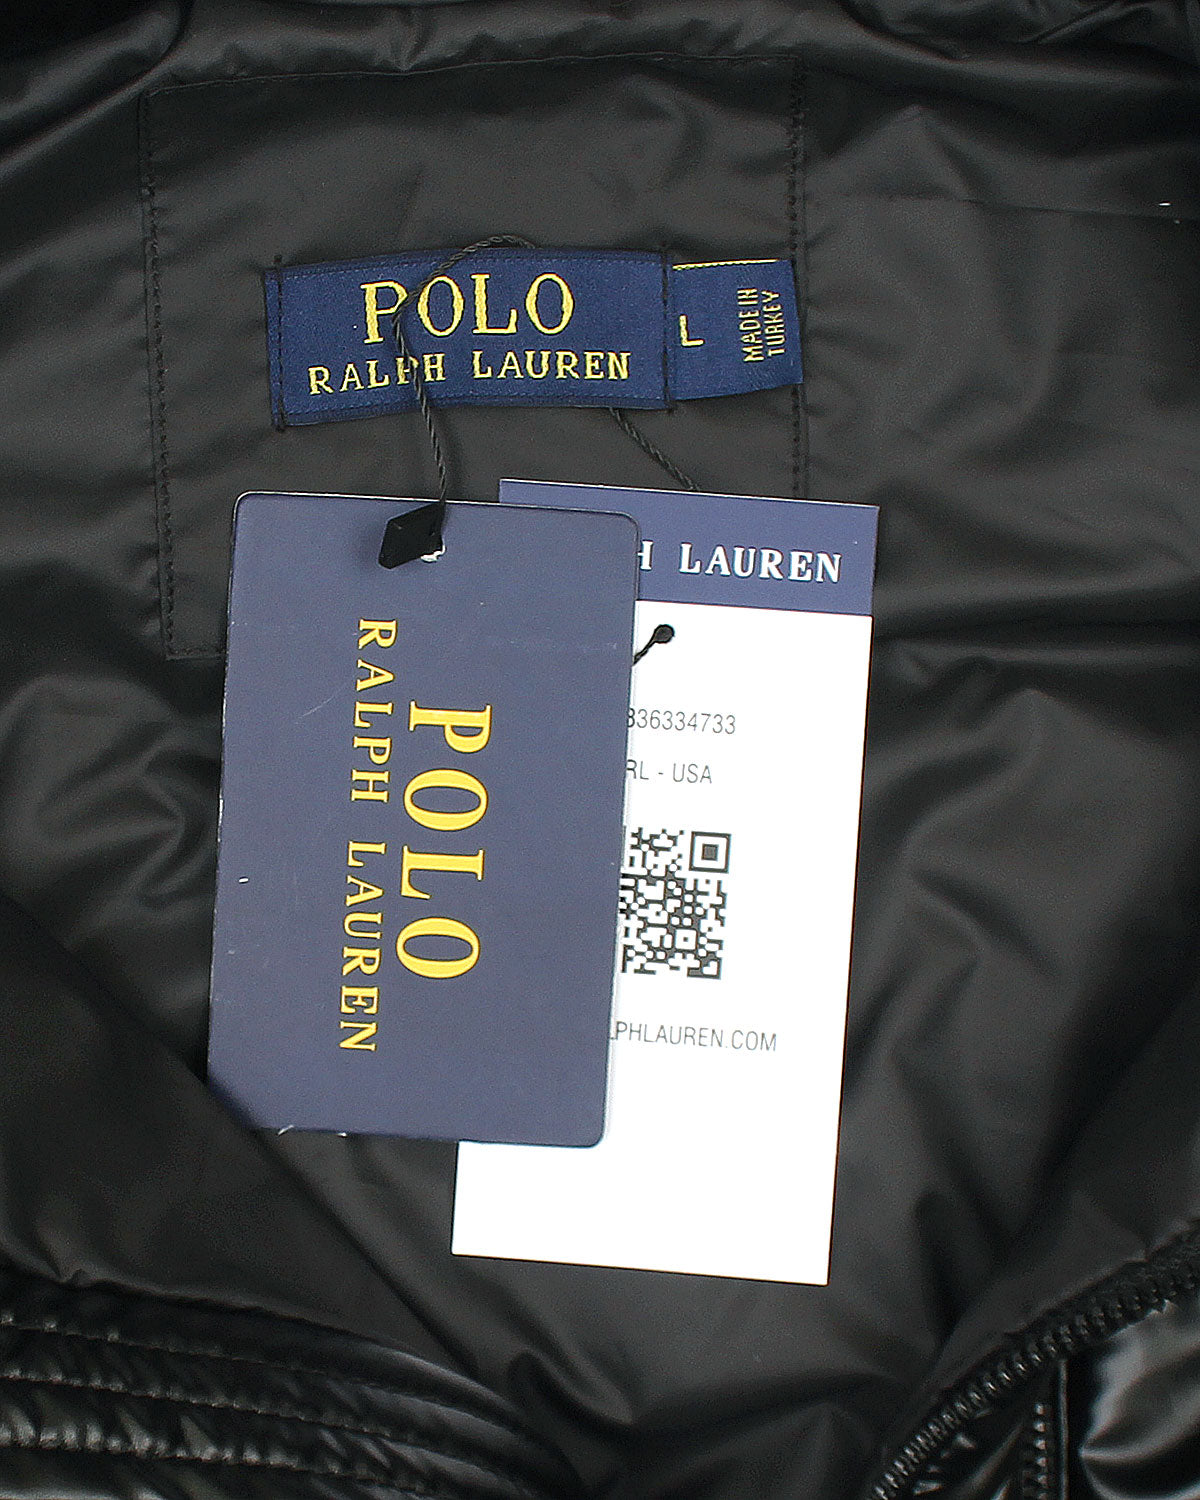 POLO
RALPH LAUREN
L
MADE IN
TURKEY
H LAUREN
POLO
RALPH LAUREN
336334733
RL - USA
LPHLAUREN.COM